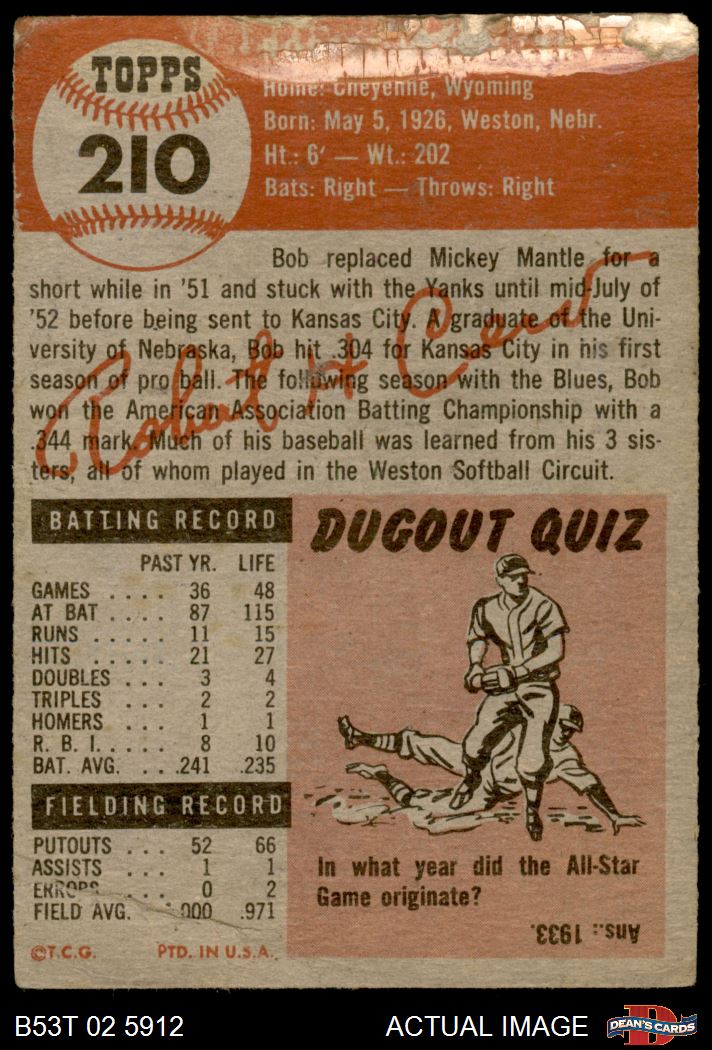 TOPPS
210
Home: Cheyenne, Wyoming
Born: May 5, 1926, Weston, Nebr.
Ht.: 6' — Wt.: 202
Bats: Right — Throws: Right
Bob replaced Mickey Mantle for a
short while in '51 and stuck with the Yanks until mid-July of
'52 before being sent to Kansas City. A graduate of the Uni-
versity of Nebraska, Bob hit .304 for Kansas City in his first
season of pro ball. The following season with the Blues, Bob
won the American Association Batting Championship with a
.344 mark. Much of his baseball was learned from his 3 sis-
ters, all of whom played in the Weston Softball Circuit.
Robert H Cerv
BATTING RECORD
PAST YR. LIFE
GAMES .... 36 48
AT BAT .... 87 115
RUNS ..... 11 15
HITS ..... 21 27
DOUBLES ... 3 4
TRIPLES ... 2 2
HOMERS ... 1 1
R. B. I. .... 8 10
BAT. AVG. ...241 .235
FIELDING RECORD
PUTOUTS ... 52 66
ASSISTS ... 1 1
ERRORS ... 0 2
FIELD AVG. .000 .971
©T.C.G. PTD. IN U.S.A.
DUGOUT QUIZ
In what year did the All-Star
Game originate?
Ans.: 1933.
B53T 02 5912 ACTUAL IMAGE
DEAN'S CARDS